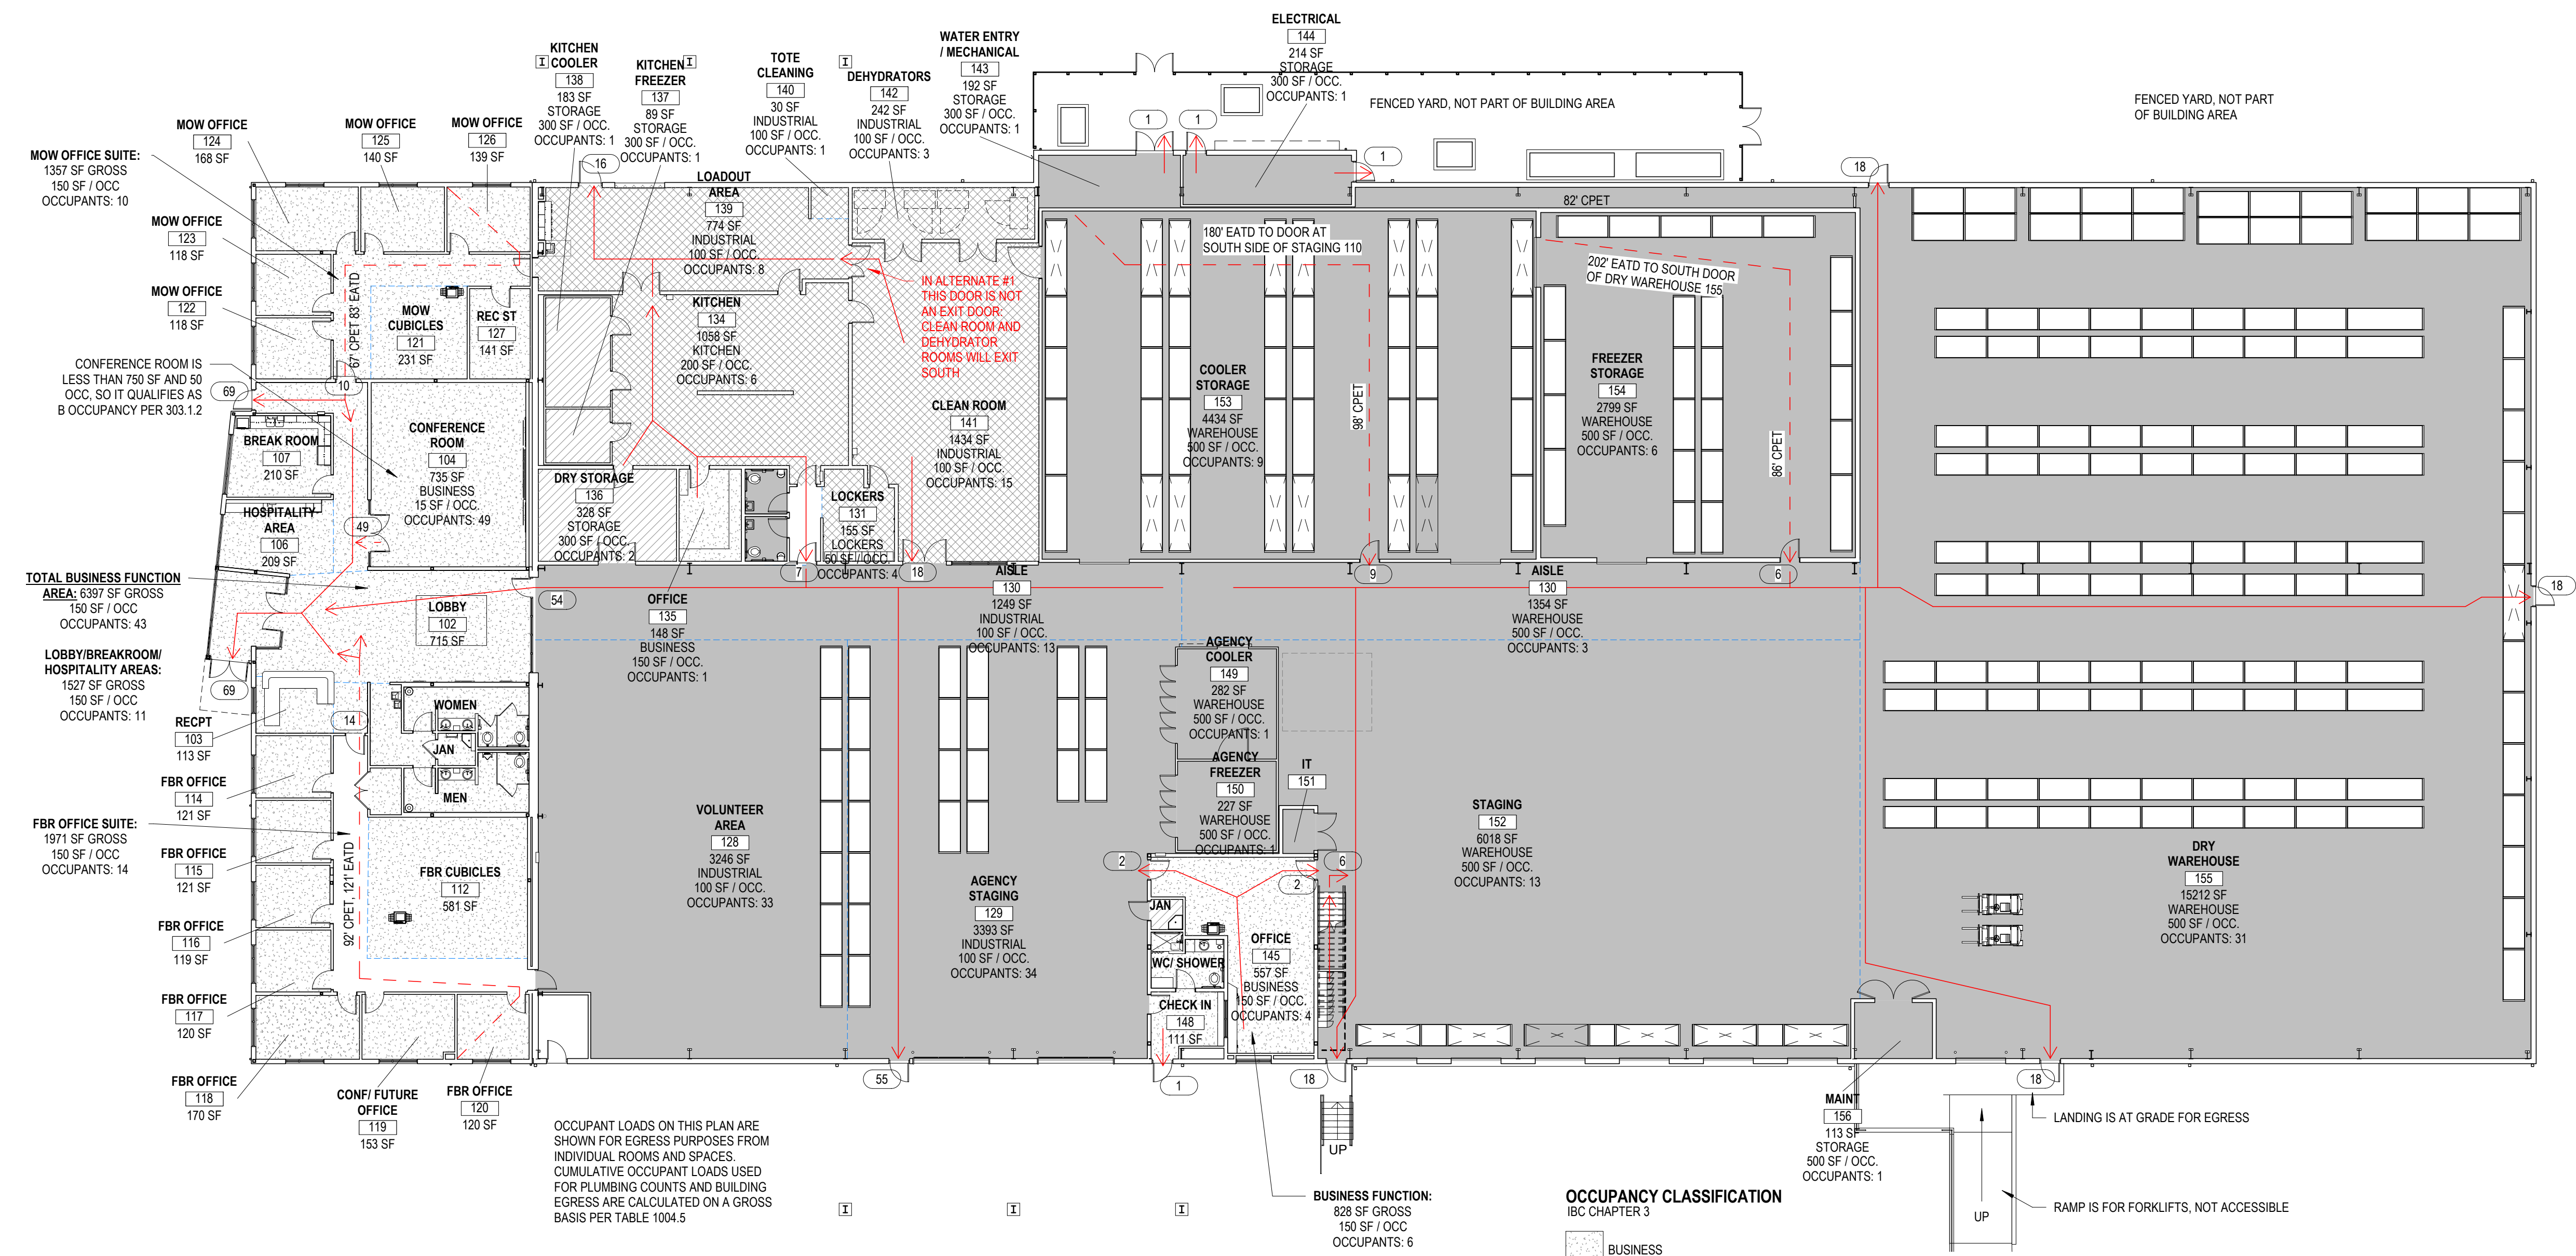 ELECTRICAL
144
214 SF
STORAGE
300 SF / OCC.
OCCUPANTS: 1
WATER ENTRY
/ MECHANICAL
143
192 SF
STORAGE
300 SF / OCC.
OCCUPANTS: 1
KITCHEN
COOLER
138
183 SF
STORAGE
300 SF / OCC.
OCCUPANTS: 1
KITCHEN
FREEZER
137
89 SF
STORAGE
300 SF / OCC.
OCCUPANTS: 1
TOTE
CLEANING
140
30 SF
INDUSTRIAL
100 SF / OCC.
OCCUPANTS: 1
DEHYDRATORS
142
242 SF
INDUSTRIAL
100 SF / OCC.
OCCUPANTS: 3
FENCED YARD, NOT PART OF BUILDING AREA
FENCED YARD, NOT PART
OF BUILDING AREA
MOW OFFICE
124
168 SF
MOW OFFICE
125
140 SF
MOW OFFICE
126
139 SF
MOW OFFICE SUITE:
1357 SF GROSS
150 SF / OCC
OCCUPANTS: 10
MOW OFFICE
123
118 SF
MOW OFFICE
122
118 SF
16
1
1
1
18
LOADOUT
AREA
139
774 SF
INDUSTRIAL
100 SF / OCC.
OCCUPANTS: 8
82' CPET
180' EATD TO DOOR AT
SOUTH SIDE OF STAGING 110
202' EATD TO SOUTH DOOR
OF DRY WAREHOUSE 155
IN ALTERNATE #1
THIS DOOR IS NOT
AN EXIT DOOR:
CLEAN ROOM AND
DEHYDRATOR
ROOMS WILL EXIT
SOUTH
67' CPET 83' EATD
MOW
CUBICLES
121
231 SF
REC ST
127
141 SF
KITCHEN
134
1058 SF
KITCHEN
200 SF / OCC.
OCCUPANTS: 6
CONFERENCE ROOM IS
LESS THAN 750 SF AND 50
OCC, SO IT QUALIFIES AS
B OCCUPANCY PER 303.1.2
69
10
COOLER
STORAGE
153
4434 SF
WAREHOUSE
500 SF / OCC.
OCCUPANTS: 9
98' CPET
FREEZER
STORAGE
154
2799 SF
WAREHOUSE
500 SF / OCC.
OCCUPANTS: 6
86' CPET
CLEAN ROOM
141
1434 SF
INDUSTRIAL
100 SF / OCC.
OCCUPANTS: 15
BREAK ROOM
107
210 SF
CONFERENCE
ROOM
104
735 SF
BUSINESS
15 SF / OCC.
OCCUPANTS: 49
HOSPITALITY
AREA
106
209 SF
49
DRY STORAGE
136
328 SF
STORAGE
300 SF / OCC.
OCCUPANTS: 2
LOCKERS
131
155 SF
LOCKERS
50 SF / OCC.
OCCUPANTS: 4
7
18
9
6
18
TOTAL BUSINESS FUNCTION
AREA: 6397 SF GROSS
150 SF / OCC
OCCUPANTS: 43
54
LOBBY
102
715 SF
OFFICE
135
148 SF
BUSINESS
150 SF / OCC.
OCCUPANTS: 1
AISLE
130
1249 SF
INDUSTRIAL
100 SF / OCC.
OCCUPANTS: 13
AISLE
130
1354 SF
WAREHOUSE
500 SF / OCC.
OCCUPANTS: 3
LOBBY/BREAKROOM/
HOSPITALITY AREAS:
1527 SF GROSS
150 SF / OCC
OCCUPANTS: 11
69
AGENCY
COOLER
149
282 SF
WAREHOUSE
500 SF / OCC.
OCCUPANTS: 1
RECPT
103
113 SF
14
WOMEN
JAN
MEN
AGENCY
FREEZER
150
227 SF
WAREHOUSE
500 SF / OCC.
OCCUPANTS: 1
IT
151
FBR OFFICE
114
121 SF
FBR OFFICE SUITE:
1971 SF GROSS
150 SF / OCC
OCCUPANTS: 14
FBR OFFICE
115
121 SF
92' CPET, 121' EATD
FBR CUBICLES
112
581 SF
VOLUNTEER
AREA
128
3246 SF
INDUSTRIAL
100 SF / OCC.
OCCUPANTS: 33
AGENCY
STAGING
129
3393 SF
INDUSTRIAL
100 SF / OCC.
OCCUPANTS: 34
2
2
6
STAGING
152
6018 SF
WAREHOUSE
500 SF / OCC.
OCCUPANTS: 13
DRY
WAREHOUSE
155
15212 SF
WAREHOUSE
500 SF / OCC.
OCCUPANTS: 31
FBR OFFICE
116
119 SF
JAN
OFFICE
145
557 SF
BUSINESS
150 SF / OCC.
OCCUPANTS: 4
WC/ SHOWER
FBR OFFICE
117
120 SF
CHECK IN
148
111 SF
FBR OFFICE
118
170 SF
CONF/ FUTURE
OFFICE
119
153 SF
FBR OFFICE
120
120 SF
55
1
18
18
UP
MAINT
156
113 SF
STORAGE
500 SF / OCC.
OCCUPANTS: 1
LANDING IS AT GRADE FOR EGRESS
OCCUPANT LOADS ON THIS PLAN ARE
SHOWN FOR EGRESS PURPOSES FROM
INDIVIDUAL ROOMS AND SPACES.
CUMULATIVE OCCUPANT LOADS USED
FOR PLUMBING COUNTS AND BUILDING
EGRESS ARE CALCULATED ON A GROSS
BASIS PER TABLE 1004.5
BUSINESS FUNCTION:
828 SF GROSS
150 SF / OCC
OCCUPANTS: 6
RAMP IS FOR FORKLIFTS, NOT ACCESSIBLE
UP
OCCUPANCY CLASSIFICATION
IBC CHAPTER 3
BUSINESS